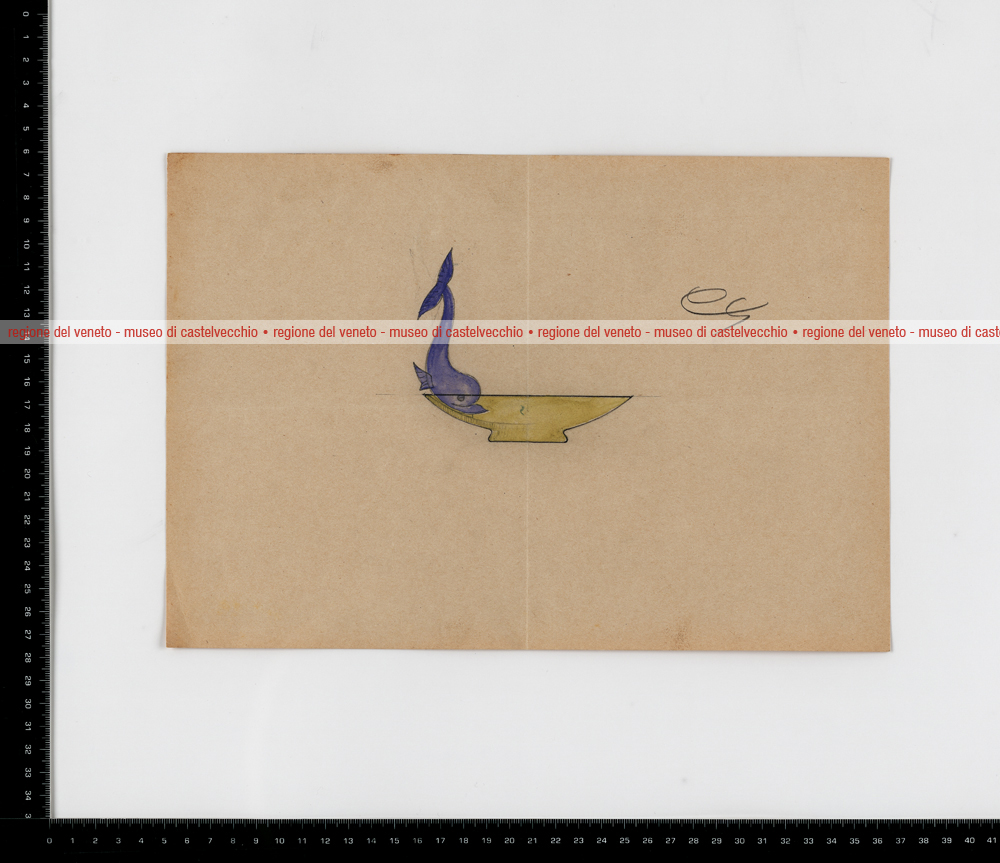 regione del veneto - museo di castelvecchio • regione del veneto - museo di castelvecchio • regione del veneto - museo di castelvecchio • regione del veneto - museo di caste
0 1 2 3 4 5 6 7 8 9 10 11 12 13 14 15 16 17 18 19 20 21 22 23 24 25 26 27 28 29 30 31 32 33 34 3
0 1 2 3 4 5 6 7 8 9 10 11 12 13 14 15 16 17 18 19 20 21 22 23 24 25 26 27 28 29 30 31 32 33 34 35 36 37 38 39 40 41